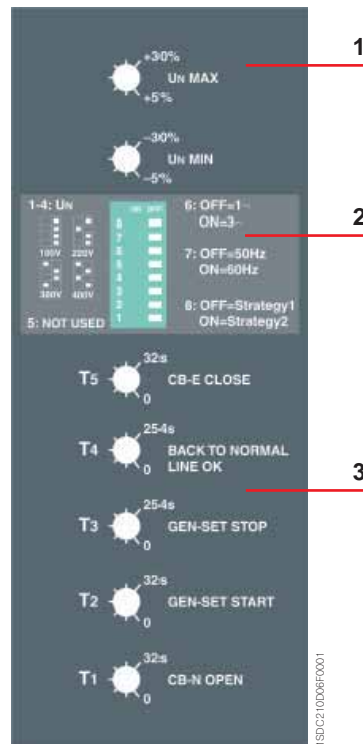 +30%
UN MAX
+5%
1
-30%
UN MIN
-5%
1-4: UN
100V 220V
300V 400V
5: NOT USED
ON OFF
8
7
6
5
4
3
2
1
6: OFF=1~
ON=3~
7: OFF=50Hz
ON=60Hz
8: OFF=Strategy1
ON=Strategy2
2
32s
T5 CB-E CLOSE
0
254s
T4 BACK TO NORMAL
0 LINE OK
3
254s
T3 GEN-SET STOP
0
32s
T2 GEN-SET START
0
32s
T1 CB-N OPEN
0
1SDC210D06F0001